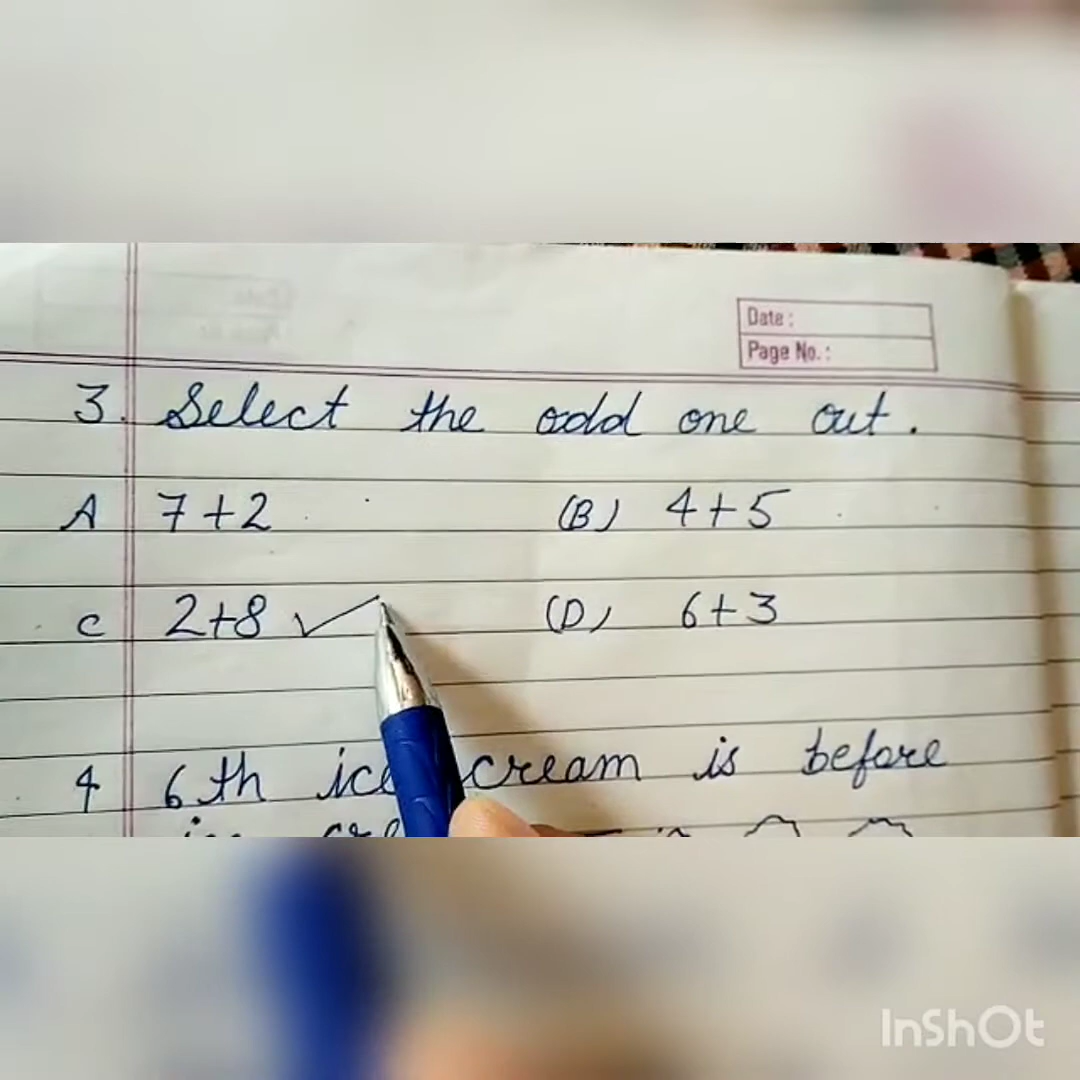 Date :
Page No. :
3. Select the odd one out.
A 7+2 (B) 4+5
C 2+8 ✓ (D) 6+3
4 6th ice cream is before
InShOt